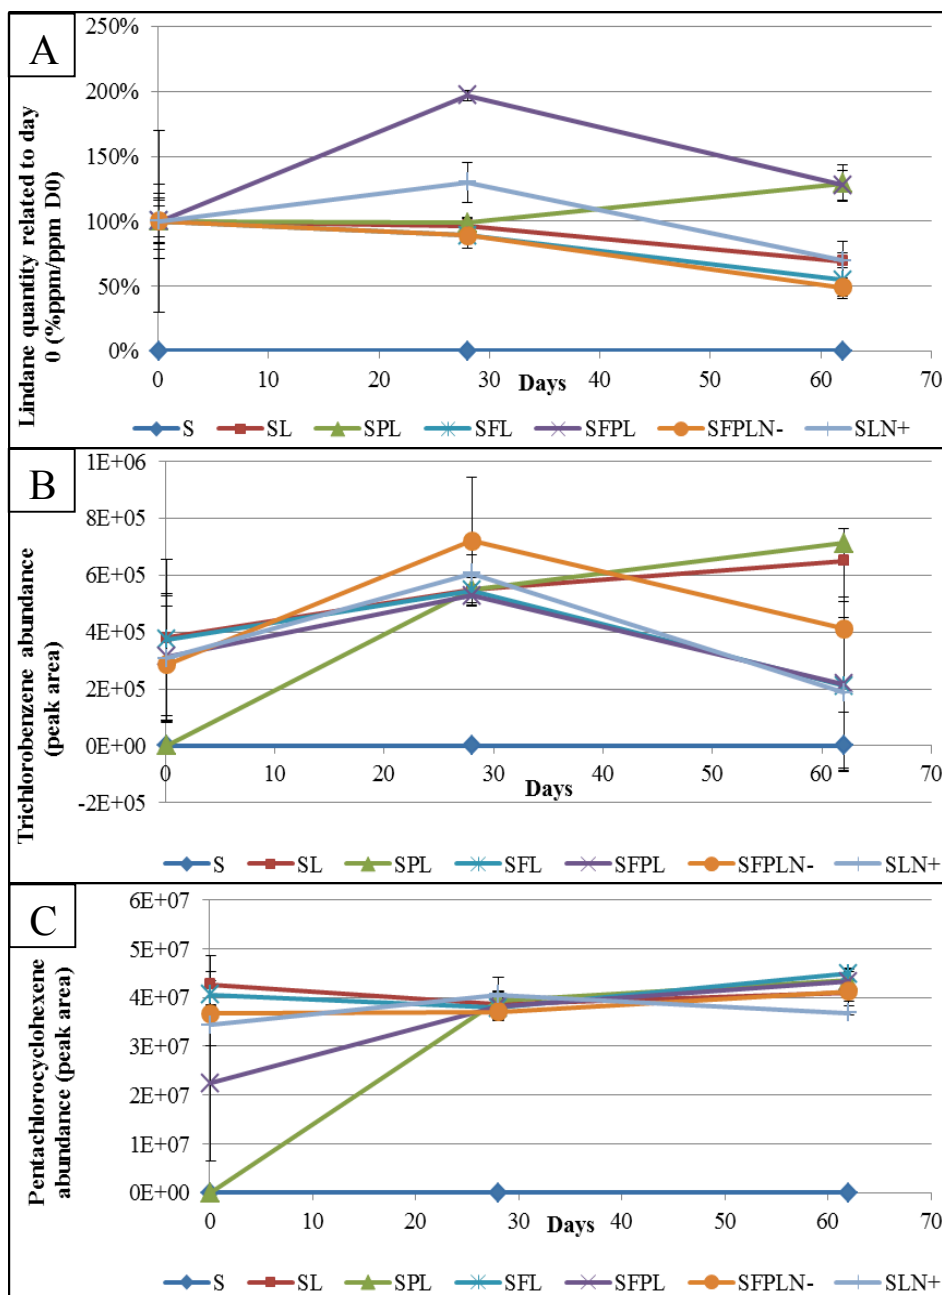 A
Lindane quantity related to day
0 (%ppm/ppm D0)
250%
200%
150%
100%
50%
0%
0 10 20 30 40 50 60 70
Days
S SL SPL SFL SFPL SFPLN- SLN+
B
Trichlorobenzene abundance
(peak area)
1E+06
8E+05
6E+05
4E+05
2E+05
0E+00
-2E+05
0 10 20 30 40 50 60 70
Days
S SL SPL SFL SFPL SFPLN- SLN+
C
Pentachlorocyclohexene
abundance (peak area)
6E+07
5E+07
4E+07
3E+07
2E+07
1E+07
0E+00
0 10 20 30 40 50 60 70
Days
S SL SPL SFL SFPL SFPLN- SLN+